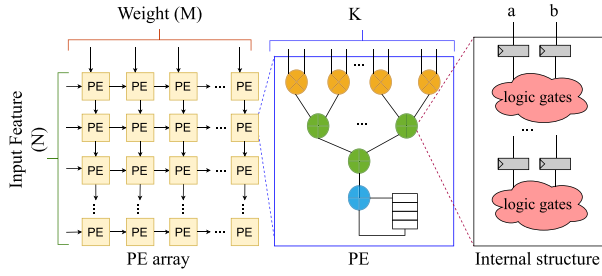 Weight (M)
K
a b
Input Feature
(N)
PE PE PE ... PE
PE PE PE ... PE
PE PE PE ... PE
PE PE PE ... PE
...
logic gates
...
logic gates
PE array
PE
Internal structure